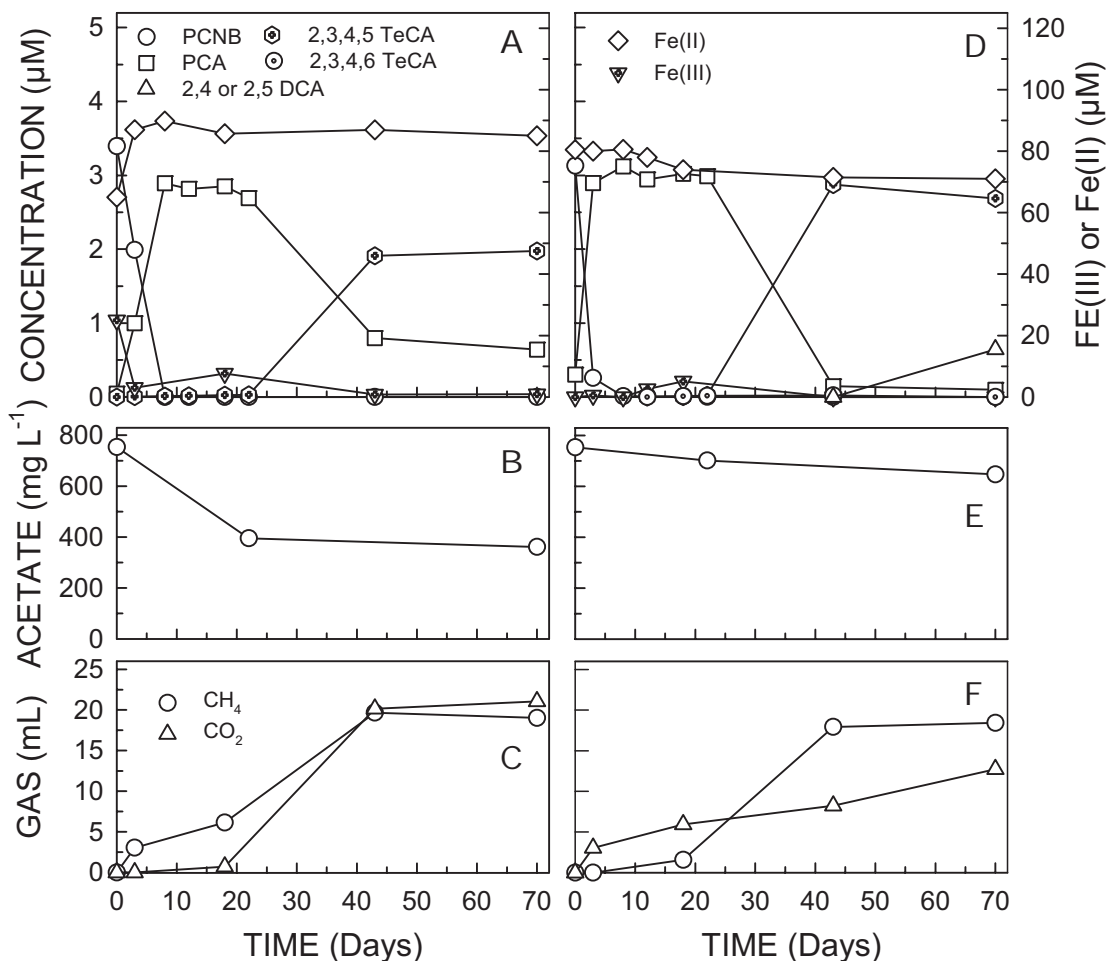 PCNB
2,3,4,5 TeCA
PCA
2,3,4,6 TeCA
2,4 or 2,5 DCA
A
Fe(II)
Fe(III)
D
CONCENTRATION (µM)
5
4
3
2
1
0
120
100
80
60
40
20
0
FE(III) or Fe(II) (µM)
ACETATE (mg L⁻¹)
800
600
400
200
0
B
E
GAS (mL)
25
20
15
10
5
0
CH₄
CO₂
C
F
0 10 20 30 40 50 60 70
0 10 20 30 40 50 60 70
TIME (Days)
TIME (Days)